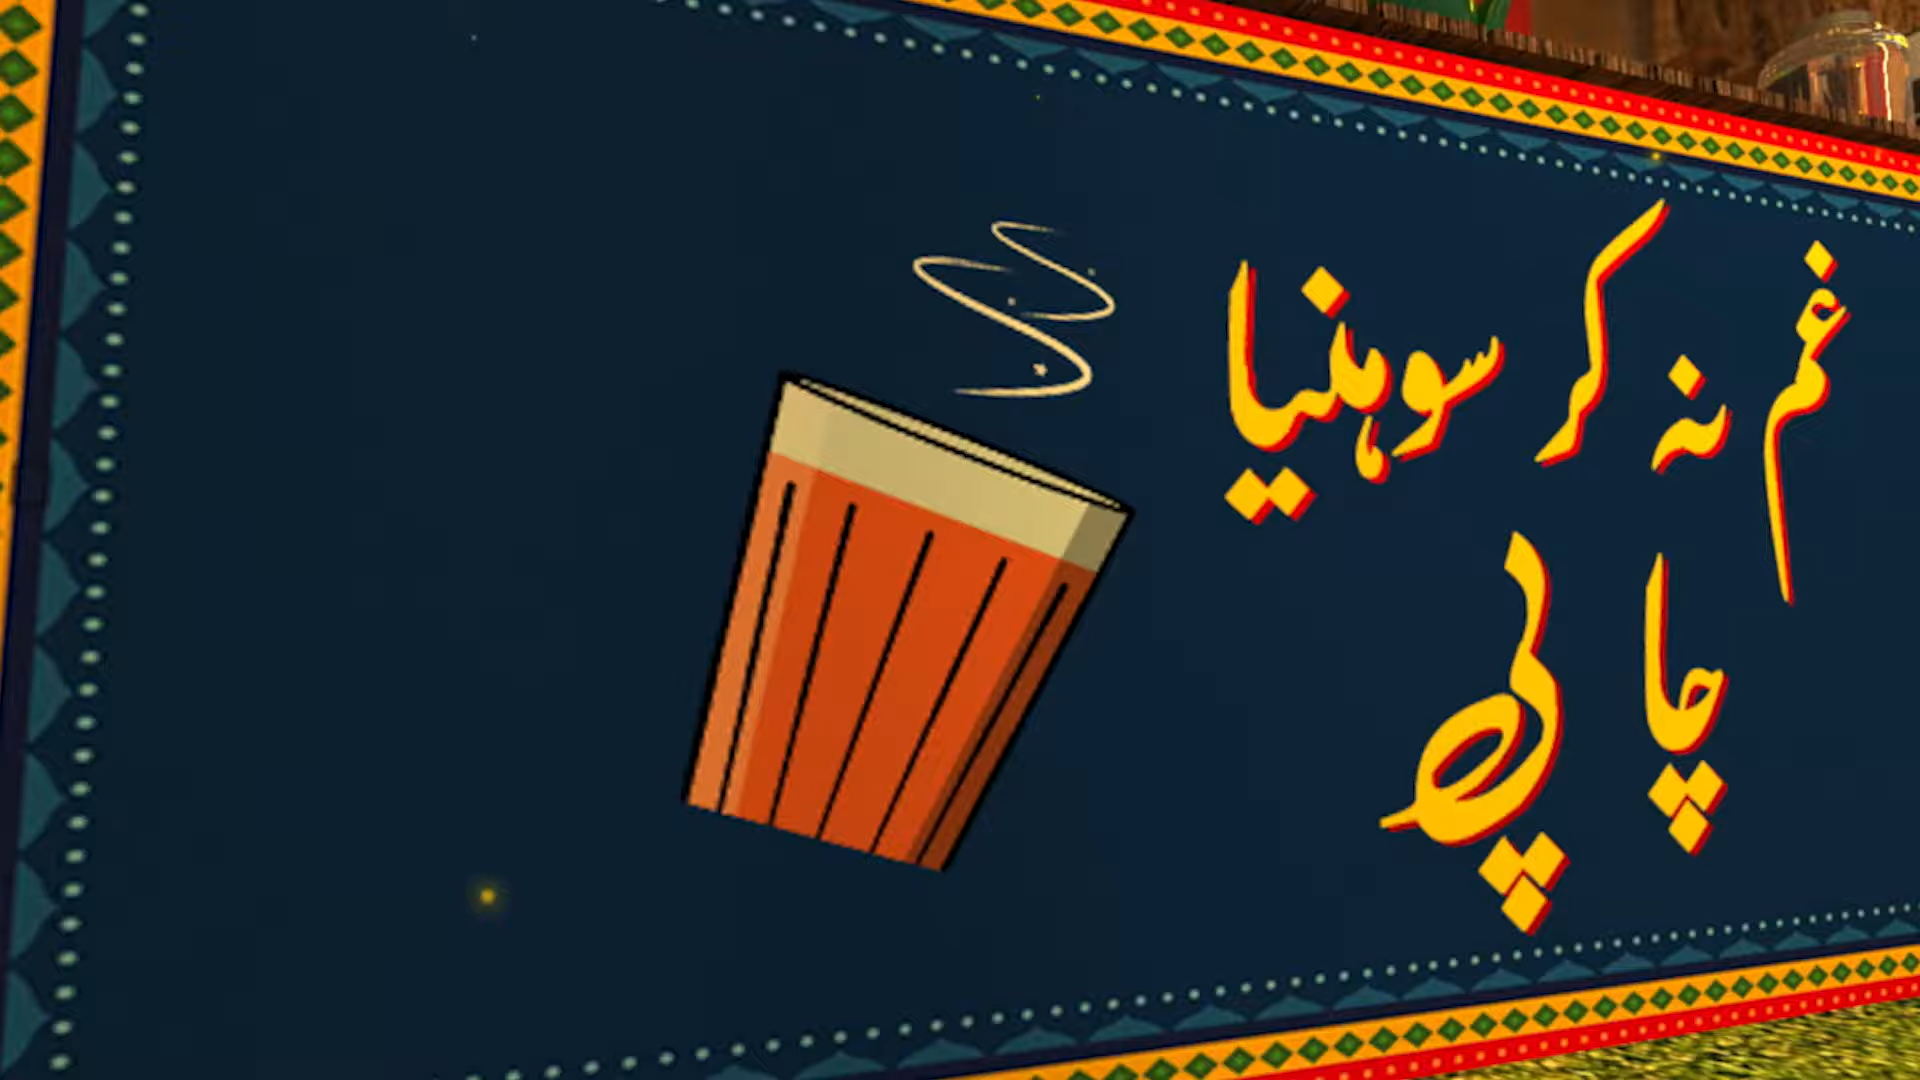 غم نہ کر سوہنیا
چا پی